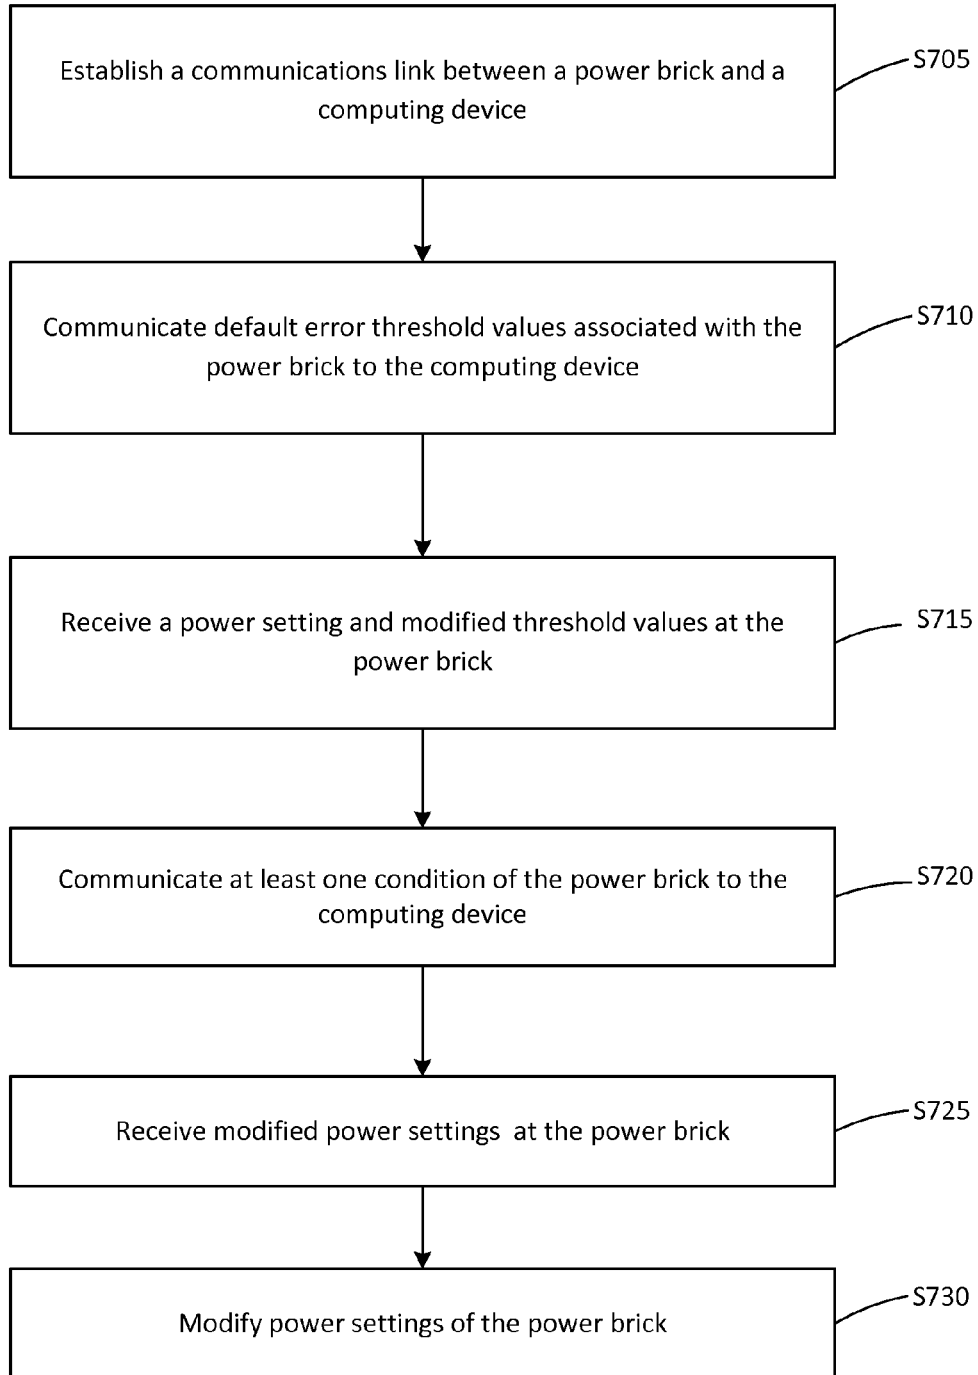 Establish a communications link between a power brick and a
computing device
S705
Communicate default error threshold values associated with the
power brick to the computing device
S710
Receive a power setting and modified threshold values at the
power brick
S715
Communicate at least one condition of the power brick to the
computing device
S720
Receive modified power settings at the power brick
S725
Modify power settings of the power brick
S730